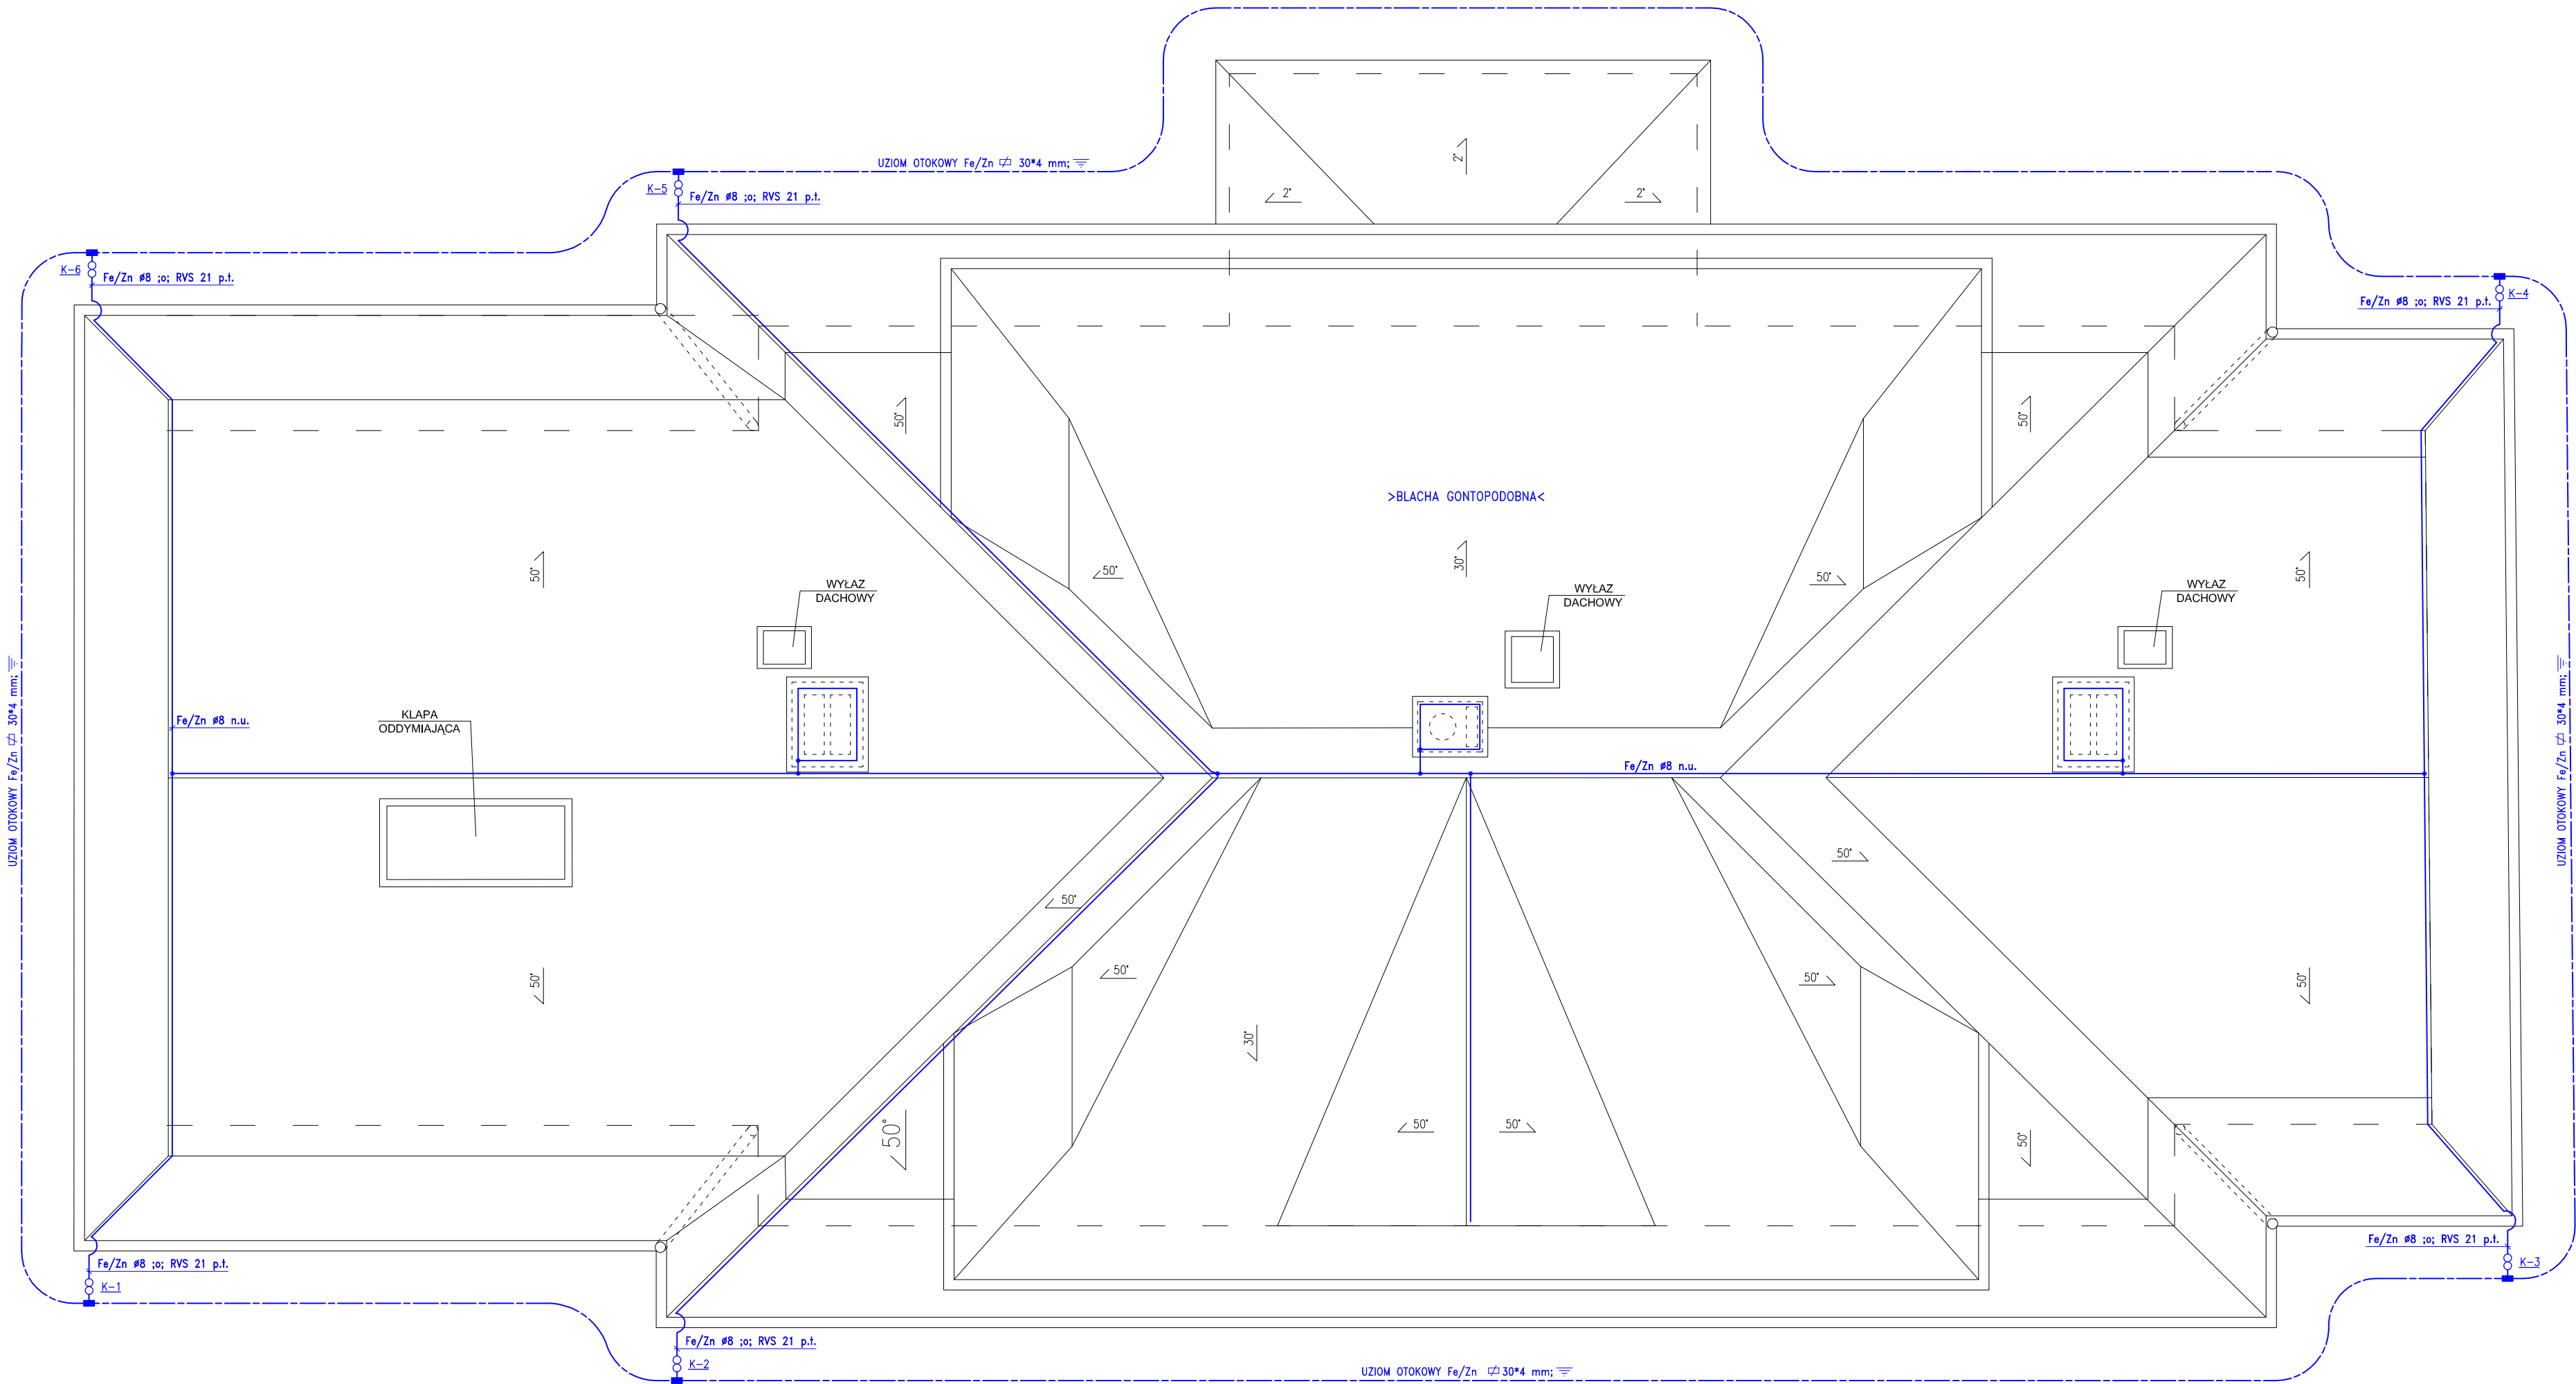 UZIOM OTOKOWY Fe/Zn 30*4 mm;
K-5
Fe/Zn ø8 ;o; RVS 21 p.t.
2°
2°
2°
K-6
Fe/Zn ø8 ;o; RVS 21 p.t.
Fe/Zn ø8 ;o; RVS 21 p.t.
K-4
50°
50°
>BLACHA GONTOPODOBNA<
50°
50°
30°
50°
50°
WYŁAZ
DACHOWY
WYŁAZ
DACHOWY
WYŁAZ
DACHOWY
UZIOM OTOKOWY Fe/Zn 30*4 mm;
Fe/Zn ø8 n.u.
KLAPA
ODDYMIAJĄCA
Fe/Zn ø8 n.u.
UZIOM OTOKOWY Fe/Zn 30*4 mm;
50°
50°
50°
50°
50°
50°
30°
50°
50°
50°
50°
Fe/Zn ø8 ;o; RVS 21 p.t.
K-1
Fe/Zn ø8 ;o; RVS 21 p.t.
K-3
Fe/Zn ø8 ;o; RVS 21 p.t.
K-2
UZIOM OTOKOWY Fe/Zn 30*4 mm;